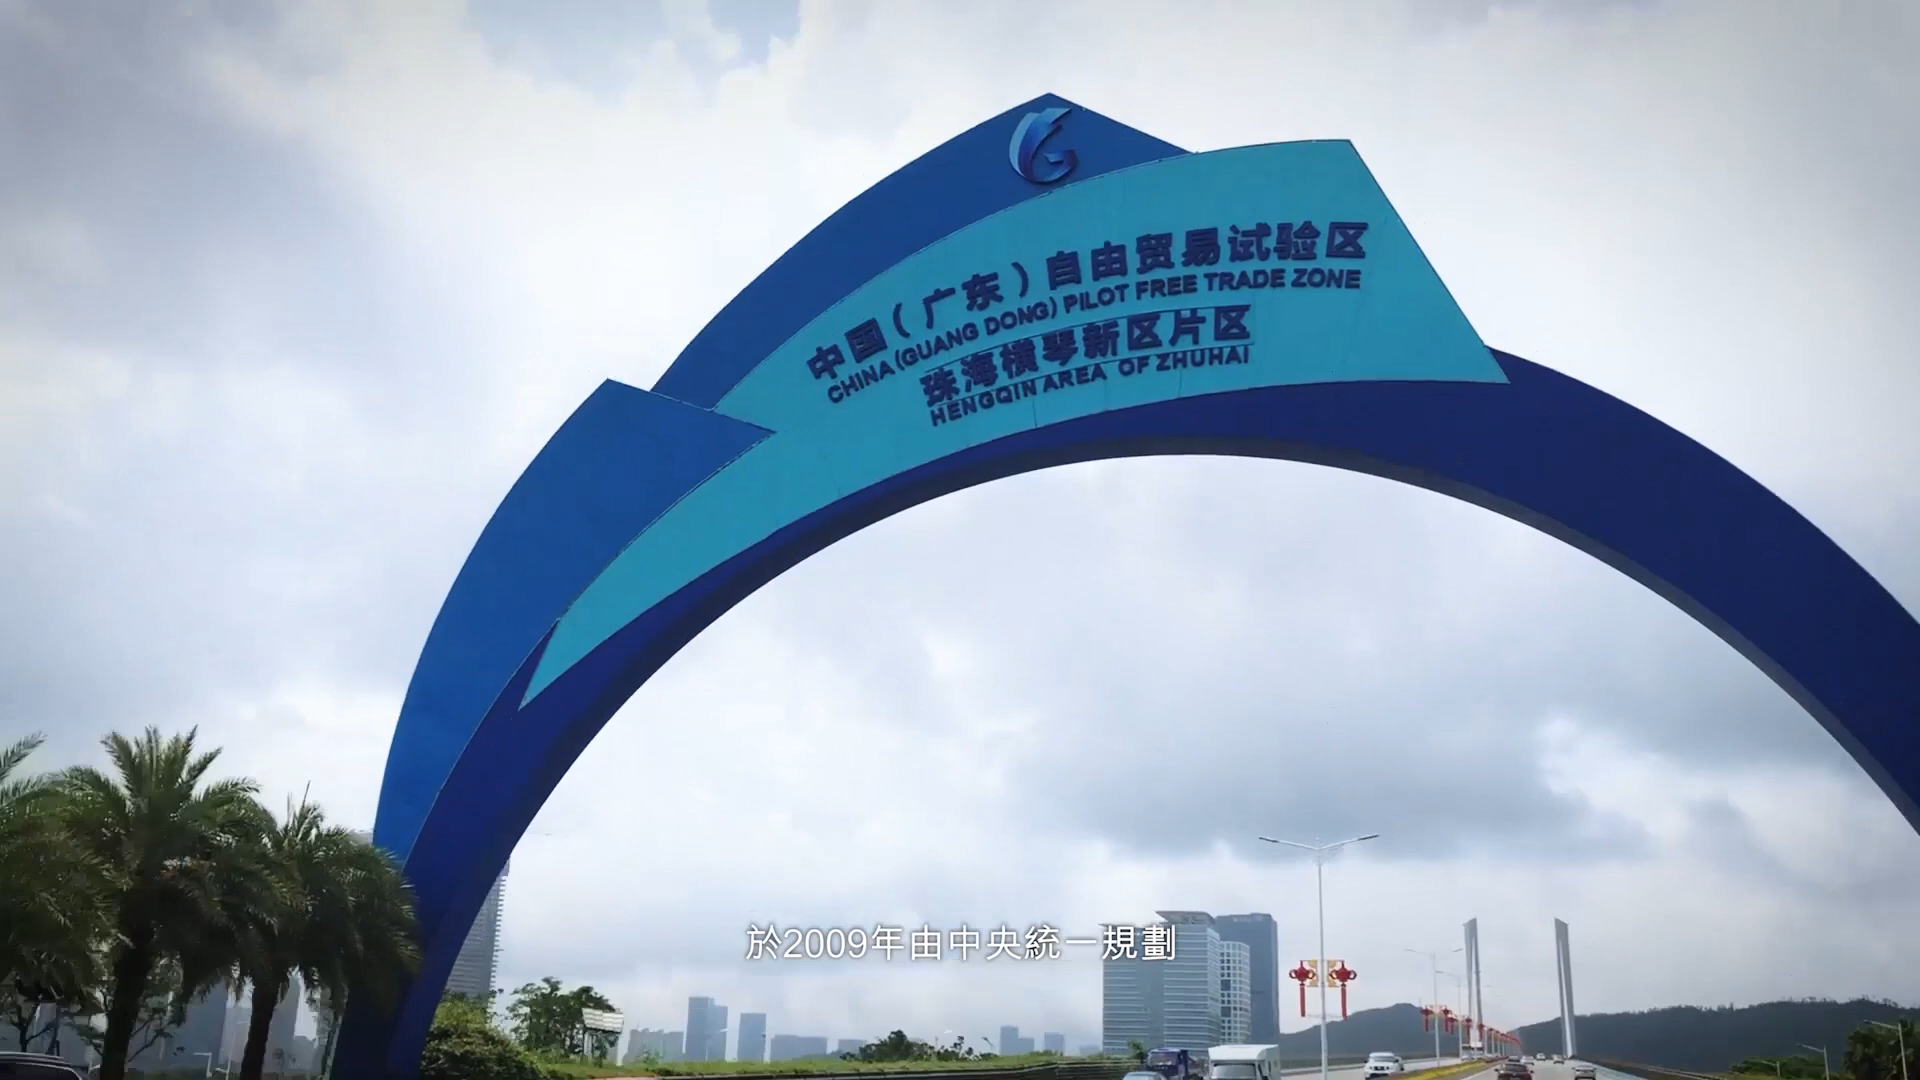 中国（广东）自由贸易试验区
CHINA (GUANG DONG) PILOT FREE TRADE ZONE
珠海横琴新区片区
HENGQIN AREA OF ZHUHAI
於2009年由中央統一規劃